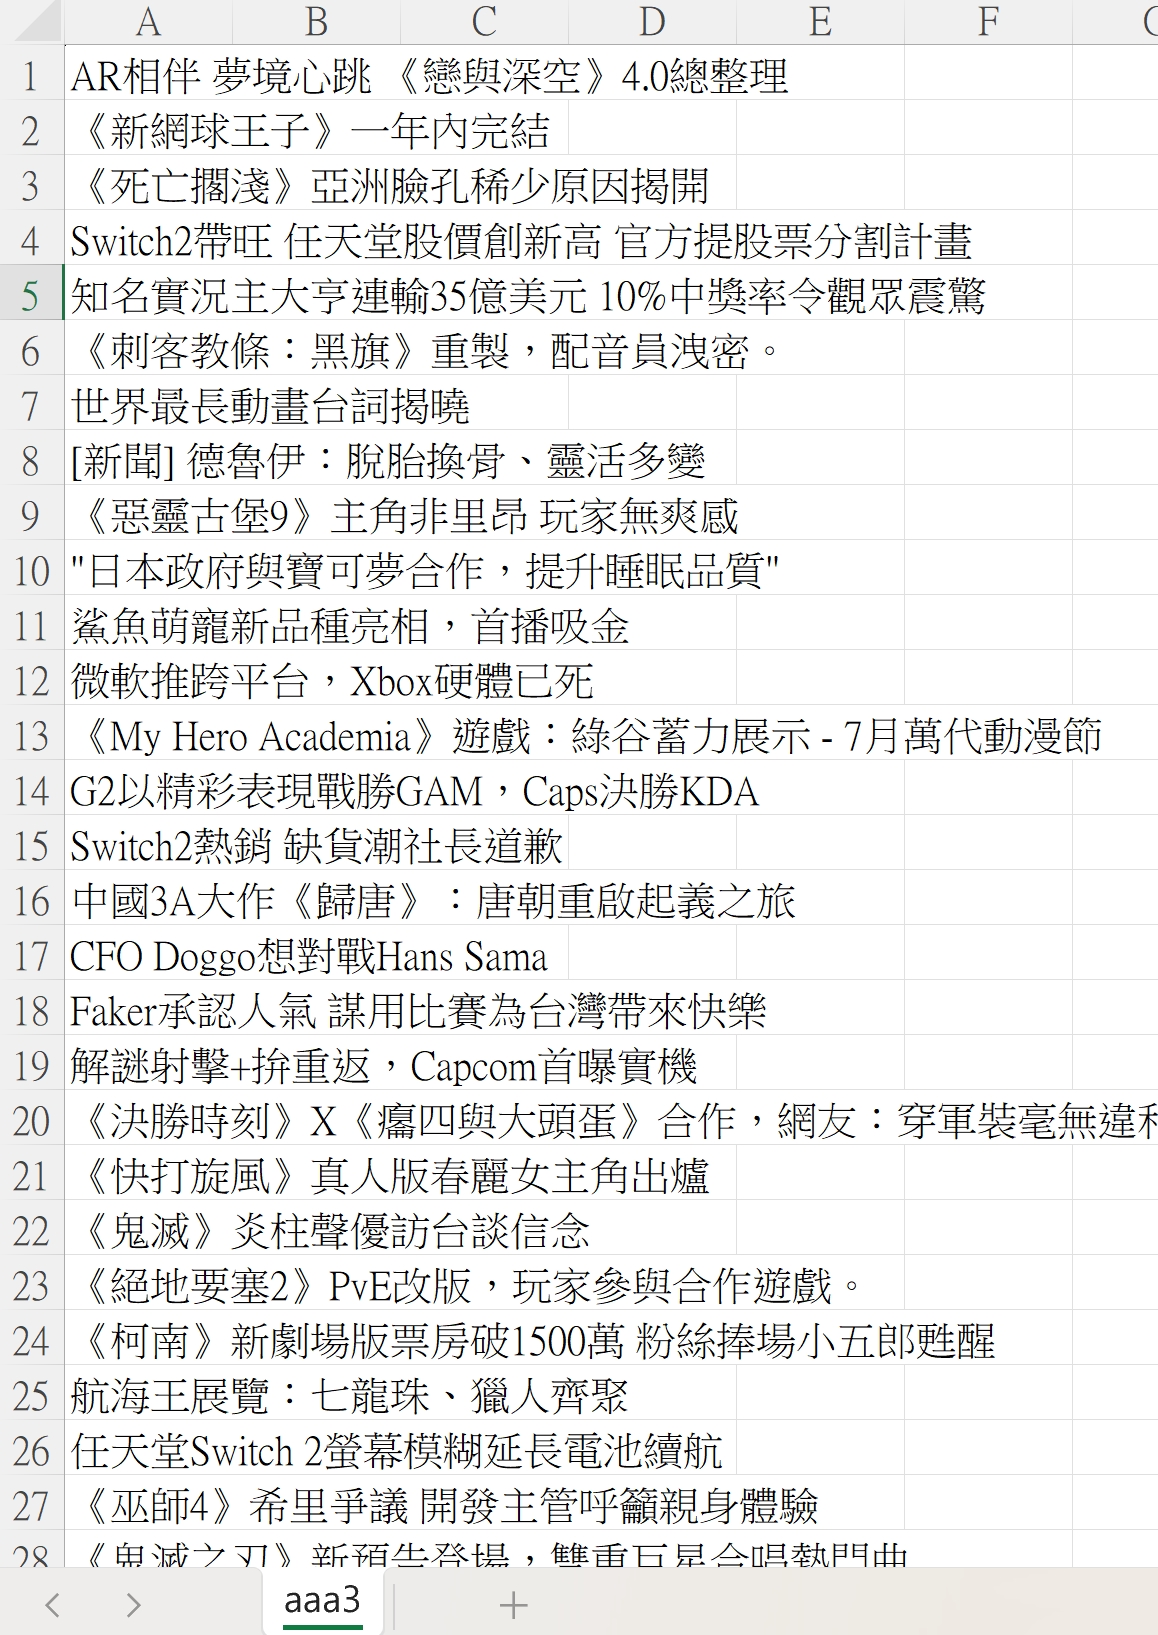 A B C D E F
1 AR相伴 夢境心跳 《戀與深空》4.0總整理
2 《新網球王子》一年內完結
3 《死亡擱淺》亞洲臉孔稀少原因揭開
4 Switch2帶旺 任天堂股價創新高 官方提股票分割計畫
5 知名實況主大亨連輸35億美元 10%中獎率令觀眾震驚
6 《刺客教條：黑旗》重製，配音員洩密。
7 世界最長動畫台詞揭曉
8 [新聞] 德魯伊：脫胎換骨、靈活多變
9 《惡靈古堡9》主角非里昂 玩家無爽感
10 "日本政府與寶可夢合作，提升睡眠品質"
11 鯊魚萌寵新品種亮相，首播吸金
12 微軟推跨平台，Xbox硬體已死
13 《My Hero Academia》遊戲：綠谷蓄力展示 - 7月萬代動漫節
14 G2以精彩表現戰勝GAM，Caps決勝KDA
15 Switch2熱銷 缺貨潮社長道歉
16 中國3A大作《歸唐》：唐朝重啟起義之旅
17 CFO Doggo想對戰Hans Sama
18 Faker承認人氣 謀用比賽為台灣帶來快樂
19 解謎射擊+拚重返，Capcom首曝實機
20 《決勝時刻》X《癟四與大頭蛋》合作，網友：穿軍裝毫無違和
21 《快打旋風》真人版春麗女主角出爐
22 《鬼滅》炎柱聲優訪台談信念
23 《絕地要塞2》PvE改版，玩家參與合作遊戲。
24 《柯南》新劇場版票房破1500萬 粉絲捧場小五郎甦醒
25 航海王展覽：七龍珠、獵人齊聚
26 任天堂Switch 2螢幕模糊延長電池續航
27 《巫師4》希里爭議 開發主管呼籲親身體驗
28 《鬼滅之刃》新預告登場，雙重巨星合唱熱門曲
aaa3